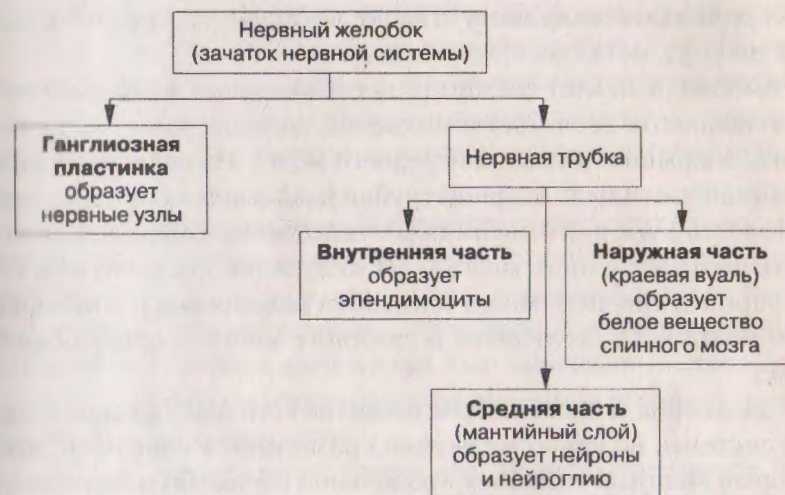 Нервный желобок
(зачаток нервной системы)
Ганглиозная
пластинка
образует
нервные узлы
Нервная трубка
Внутренняя часть
образует
эпендимоциты
Наружная часть
(краевая вуаль)
образует
белое вещество
спинного мозга
Средняя часть
(мантийный слой)
образует нейроны
и нейроглию